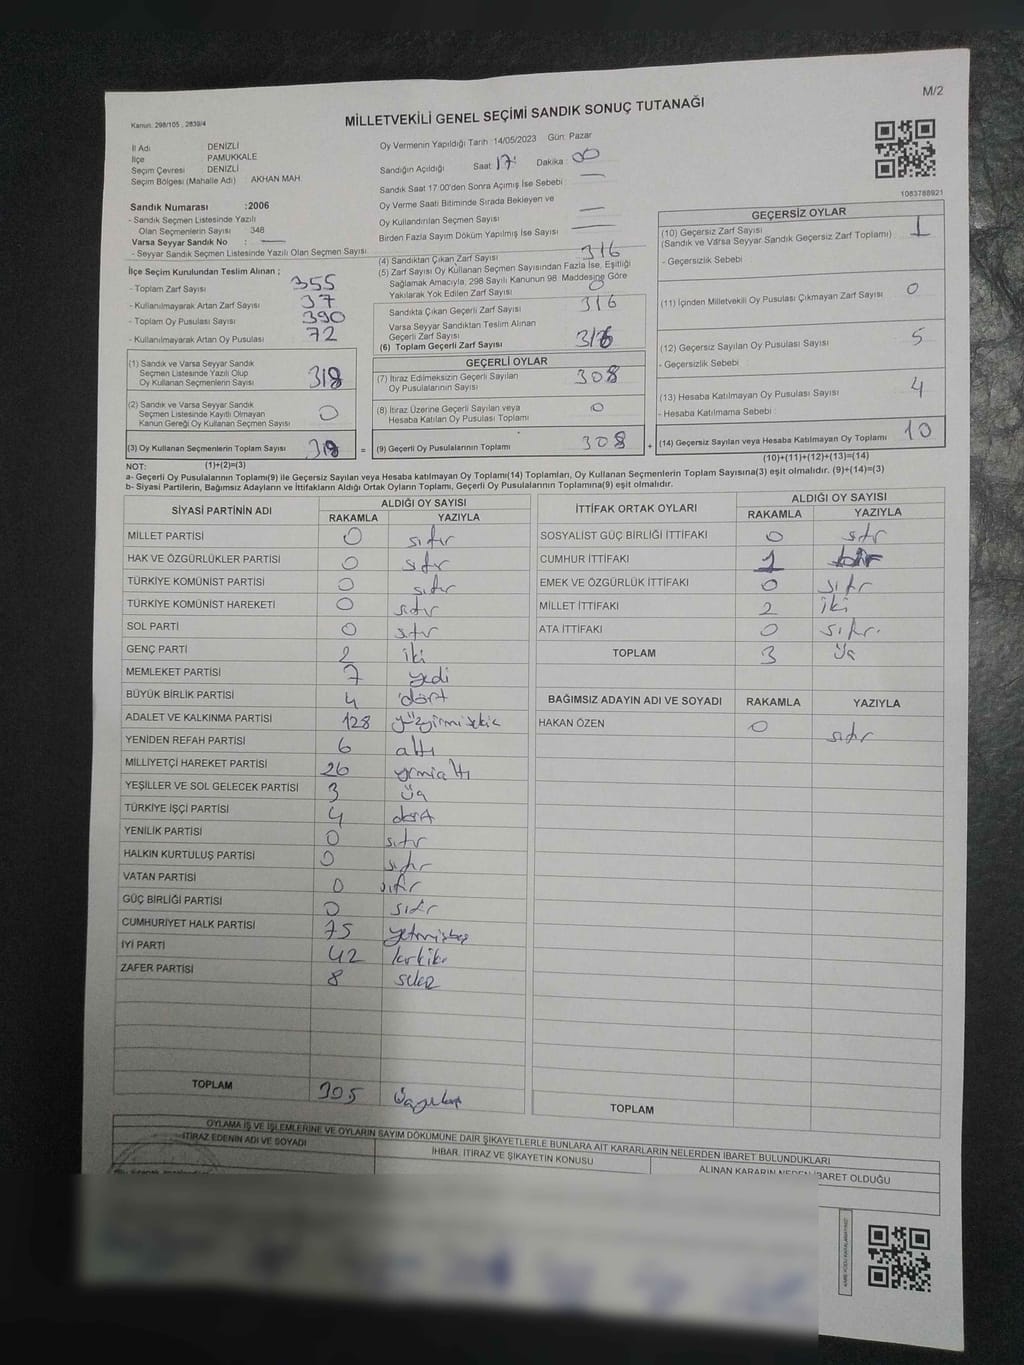 M/2
Kanun. 298/105 , 2839/4
MİLLETVEKİLİ GENEL SEÇİMİ SANDIK SONUÇ TUTANAĞI
İl Adı DENİZLİ
İlçe PAMUKKALE
Seçim Çevresi DENİZLİ
Seçim Bölgesi (Mahalle Adı) AKHAN MAH.
Sandık Numarası :2006
- Sandık Seçmen Listesinde Yazılı
Olan Seçmenlerin Sayısı 348
Varsa Seyyar Sandık No :
- Seyyar Sandık Seçmen Listesinde Yazılı Olan Seçmen Sayısı
İlçe Seçim Kurulundan Teslim Alınan ;
- Toplam Zarf Sayısı 355
- Kullanılmayarak Artan Zarf Sayısı 37
- Toplam Oy Pusulası Sayısı 390
- Kullanılmayarak Artan Oy Pusulası 72
(1) Sandık ve Varsa Seyyar Sandık
Seçmen Listesinde Yazılı Olup
Oy Kullanan Seçmenlerin Sayısı 318
(2) Sandık ve Varsa Seyyar Sandık
Seçmen Listesinde Kayıtlı Olmayan
Kanun Gereği Oy Kullanan Seçmen Sayısı 0
(3) Oy Kullanan Seçmenlerin Toplam Sayısı 318 =
(1)+(2)=(3)
Oy Vermenin Yapıldığı Tarih :14/05/2023 Gün: Pazar
Sandığın Açıldığı Saat 17: Dakika 00
Sandık Saat 17:00'den Sonra Açımış İse Sebebi :
Oy Verme Saati Bitiminde Sırada Bekleyen ve
Oy Kullandırılan Seçmen Sayısı
Birden Fazla Sayım Döküm Yapılmış İse Sayısı
(4) Sandıktan Çıkan Zarf Sayısı 316
(5) Zarf Sayısı Oy Kullanan Seçmen Sayısından Fazla İse, Eşitliği
Sağlamak Amacıyla, 298 Sayılı Kanunun 98. Maddesine Göre
Yakılarak Yok Edilen Zarf Sayısı 0
Sandıkta Çıkan Geçerli Zarf Sayısı 316
Varsa Seyyar Sandıktan Teslim Alınan
Geçerli Zarf Sayısı
(6) Toplam Geçerli Zarf Sayısı 316
GEÇERLİ OYLAR
(7) İtiraz Edilmeksizin Geçerli Sayılan
Oy Pusulalarının Sayısı 308
(8) İtiraz Üzerine Geçerli Sayılan veya
Hesaba Katılan Oy Pusulası Toplamı 0
(9) Geçerli Oy Pusulalarının Toplamı 308 +
1083788921
GEÇERSİZ OYLAR
(10) Geçersiz Zarf Sayısı 1
(Sandık ve Varsa Seyyar Sandık Geçersiz Zarf Toplamı)
- Geçersizlik Sebebi
(11) İçinden Milletvekili Oy Pusulası Çıkmayan Zarf Sayısı 0
(12) Geçersiz Sayılan Oy Pusulası Sayısı 5
- Geçersizlik Sebebi :
(13) Hesaba Katılmayan Oy Pusulası Sayısı 4
- Hesaba Katılmama Sebebi :
(14) Geçersiz Sayılan veya Hesaba Katılmayan Oy Toplamı 10
(10)+(11)+(12)+(13)=(14)
NOT:
a- Geçerli Oy Pusulalarının Toplamı(9) ile Geçersiz Sayılan veya Hesaba katılmayan Oy Toplamı(14) Toplamları, Oy Kullanan Seçmenlerin Toplam Sayısına(3) eşit olmalıdır. (9)+(14)=(3)
b- Siyasi Partilerin, Bağımsız Adayların ve İttifakların Aldığı Ortak Oyların Toplamı, Geçerli Oy Pusulalarının Toplamına(9) eşit olmalıdır.
SİYASİ PARTİNİN ADI ALDIĞI OY SAYISI
RAKAMLA YAZIYLA
MİLLET PARTİSİ 0 sıfır
HAK VE ÖZGÜRLÜKLER PARTİSİ 0 sıfır
TÜRKİYE KOMÜNİST PARTİSİ 0 sıfır
TÜRKİYE KOMÜNİST HAREKETİ 0 sıfır
SOL PARTİ 0 sıfır
GENÇ PARTİ 2 iki
MEMLEKET PARTİSİ 7 yedi
BÜYÜK BİRLİK PARTİSİ 4 dört
ADALET VE KALKINMA PARTİSİ 128 yüzyirmisekiz
YENİDEN REFAH PARTİSİ 6 altı
MİLLİYETÇİ HAREKET PARTİSİ 26 yirmialtı
YEŞİLLER VE SOL GELECEK PARTİSİ 3 üç
TÜRKİYE İŞÇİ PARTİSİ 4 dört
YENİLİK PARTİSİ 0 sıfır
HALKIN KURTULUŞ PARTİSİ 0 sıfır
VATAN PARTİSİ 0 sıfır
GÜÇ BİRLİĞİ PARTİSİ 0 sıfır
CUMHURİYET HALK PARTİSİ 75 yetmişbeş
İYİ PARTİ 42 kırkiki
ZAFER PARTİSİ 8 sekiz
TOPLAM 305 üçyüzbeş
İTTİFAK ORTAK OYLARI ALDIĞI OY SAYISI
RAKAMLA YAZIYLA
SOSYALİST GÜÇ BİRLİĞİ İTTİFAKI 0 sıfır
CUMHUR İTTİFAKI 1 bir
EMEK VE ÖZGÜRLÜK İTTİFAKI 0 sıfır
MİLLET İTTİFAKI 2 iki
ATA İTTİFAKI 0 sıfır.
TOPLAM 3 üç
BAĞIMSIZ ADAYIN ADI VE SOYADI RAKAMLA YAZIYLA
HAKAN ÖZEN 0 sıfır
TOPLAM
OYLAMA İŞ VE İŞLEMLERİNE VE OYLARIN SAYIM DÖKÜMÜNE DAİR ŞİKAYETLERLE BUNLARA AİT KARARLARIN NELERDEN İBARET BULUNDUKLARI
İTİRAZ EDENİN ADI VE SOYADI İHBAR, İTİRAZ VE ŞİKAYETİN KONUSU ALINAN KARARIN NEDEN İBARET OLDUĞU